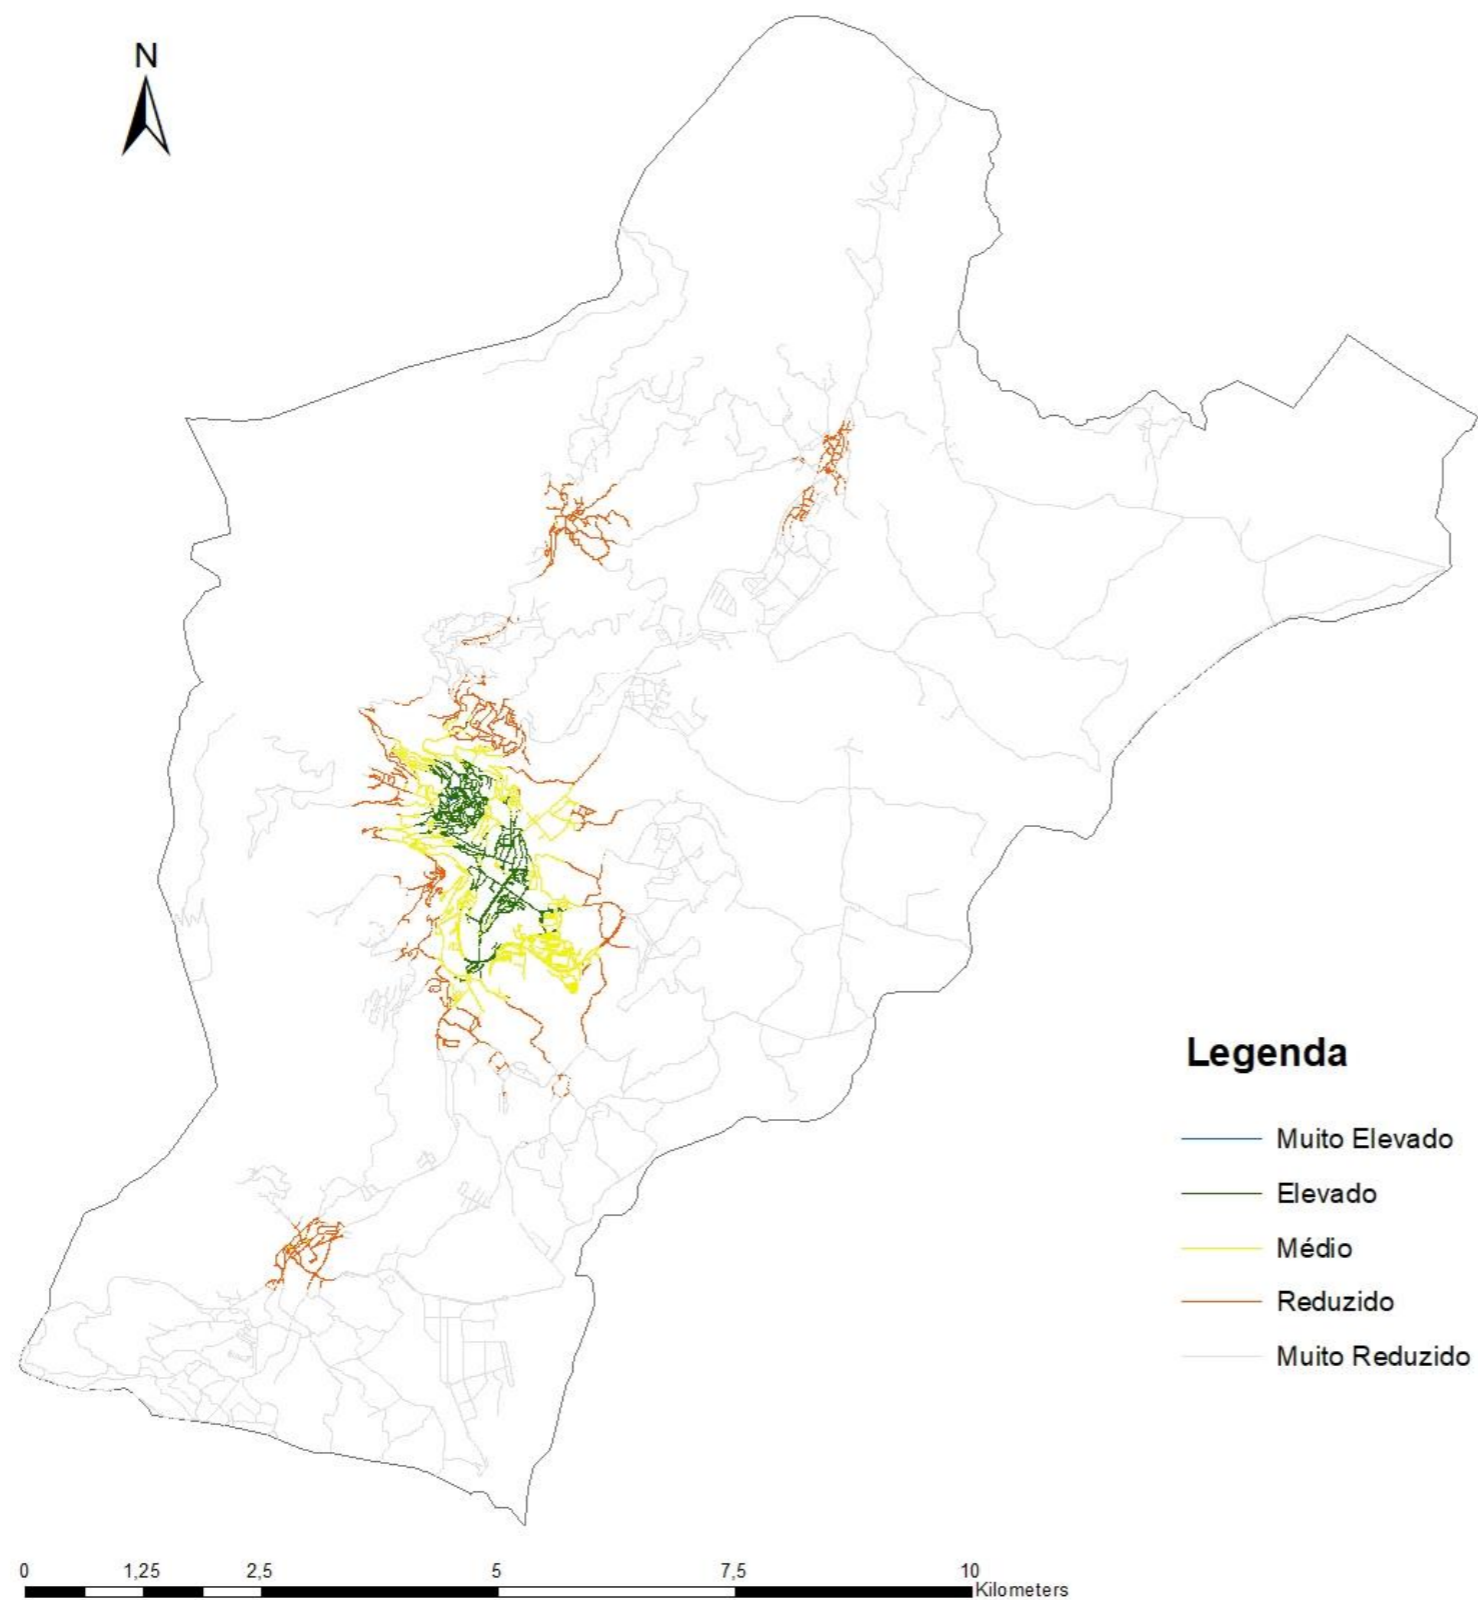 N
Legenda
Muito Elevado
Elevado
Médio
Reduzido
Muito Reduzido
0 1,25 2,5 5 7,5 10
Kilometers